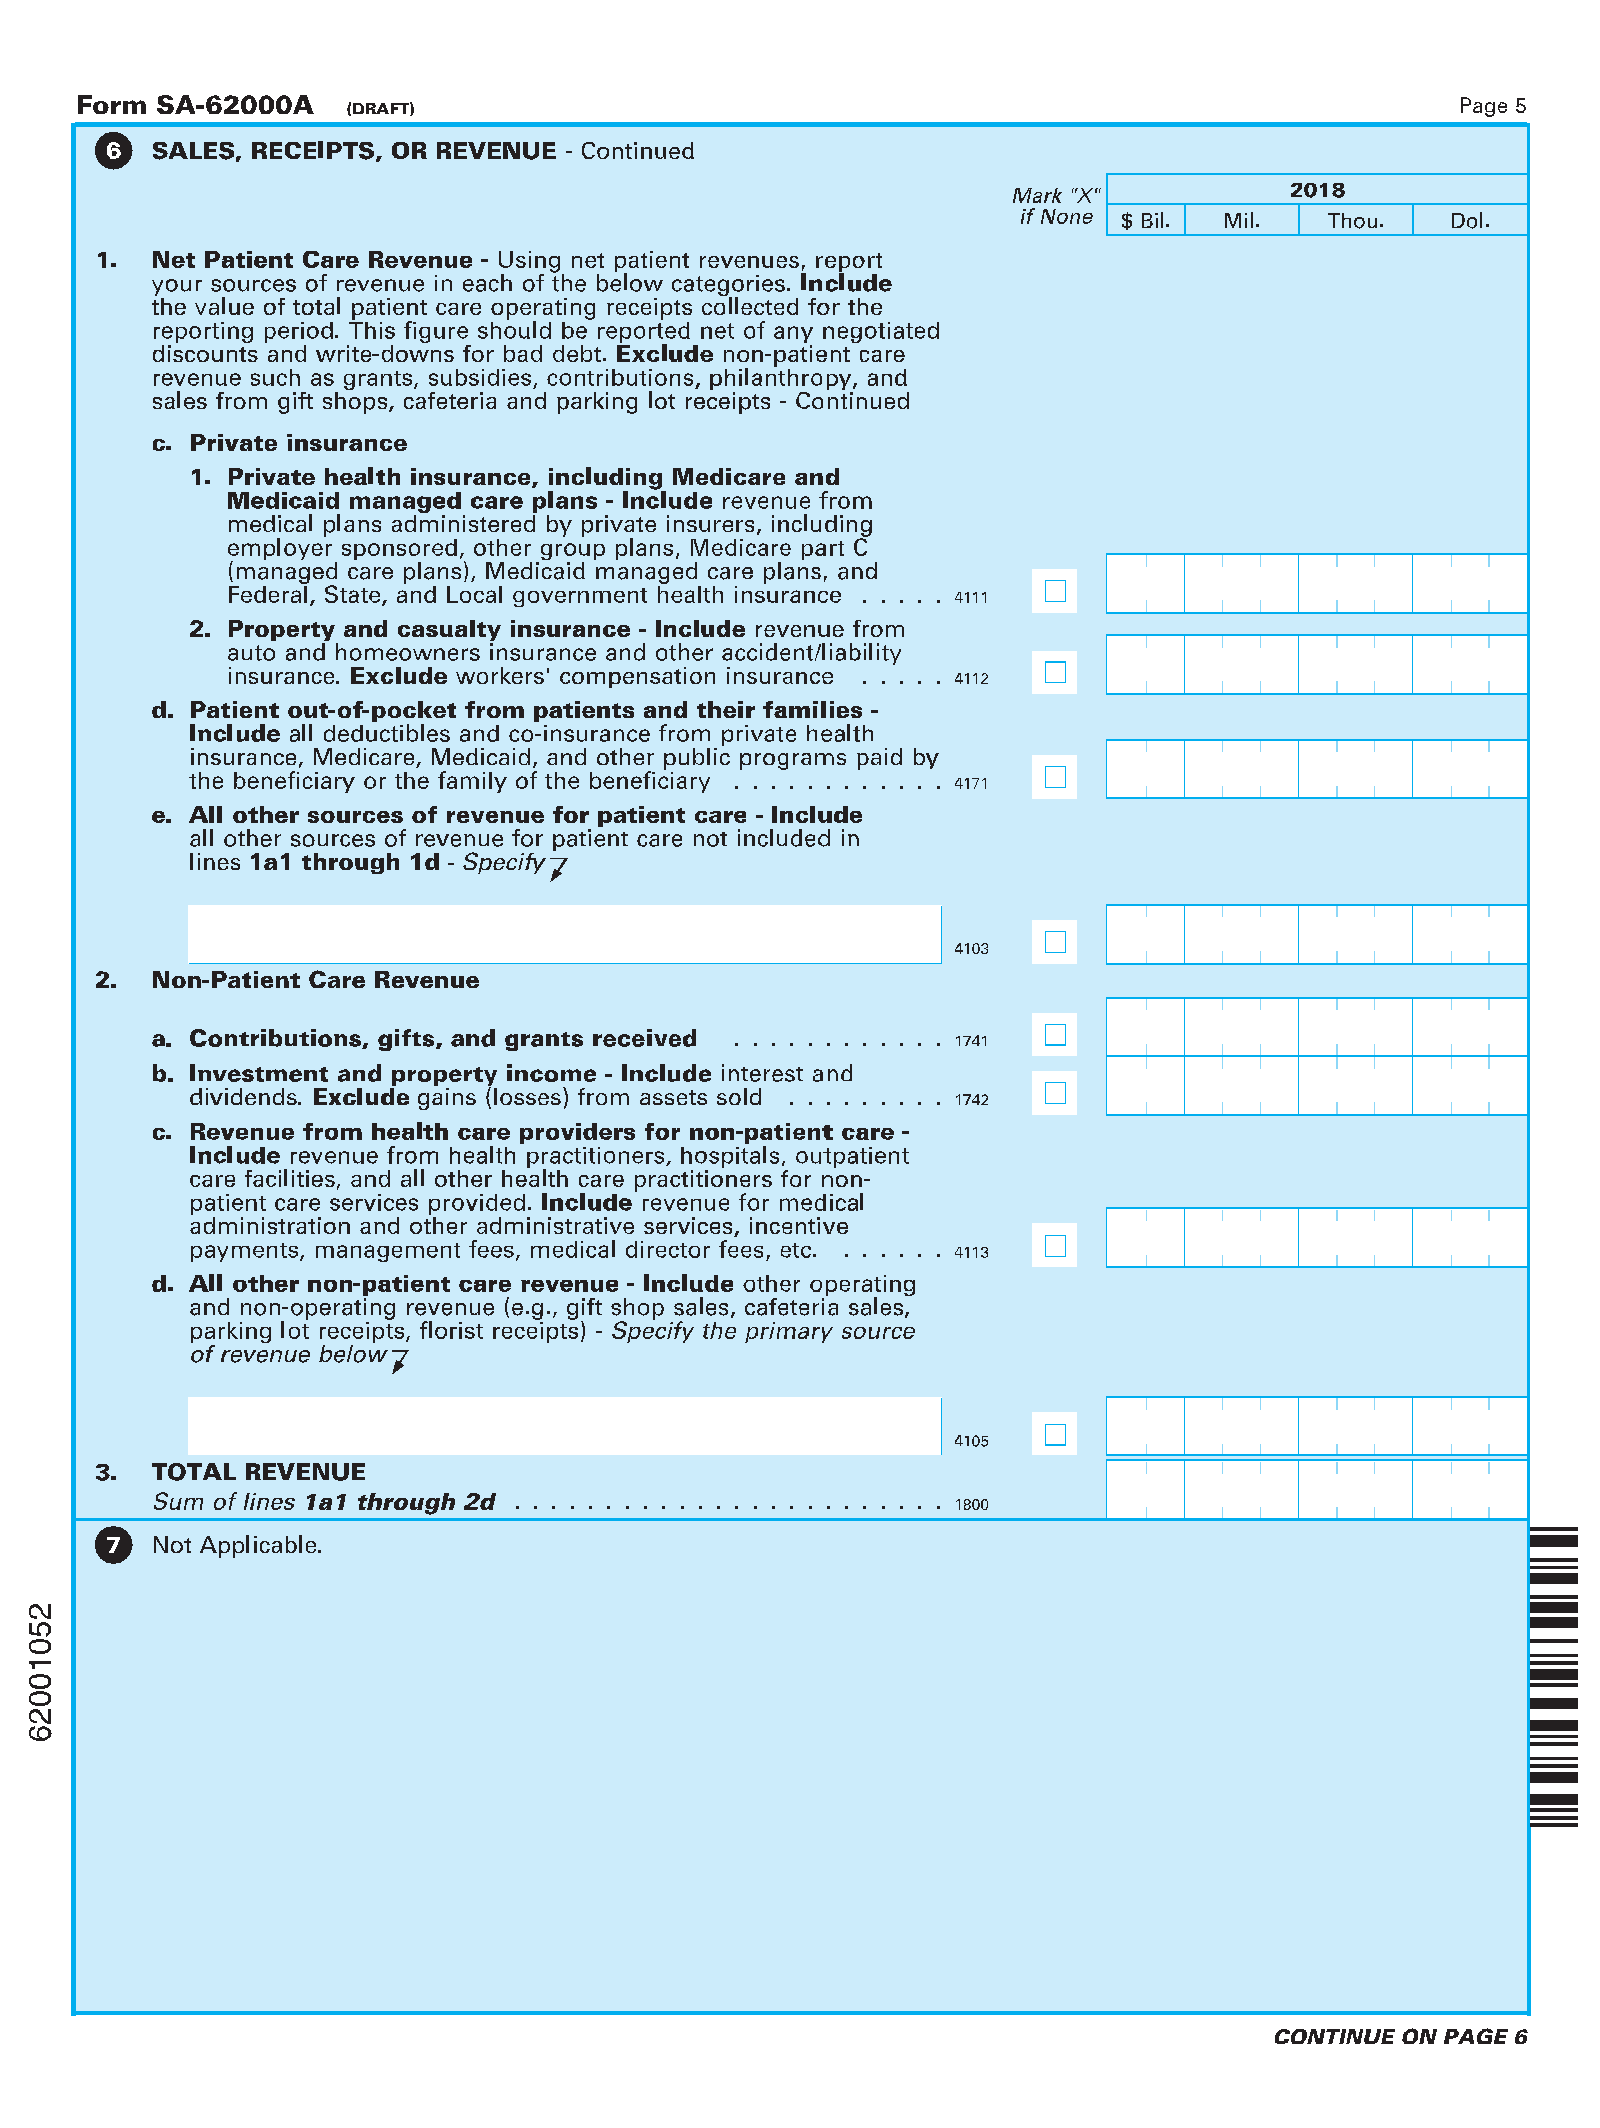 Form SA-62000A (DRAFT)
Page 5
6 SALES, RECEIPTS, OR REVENUE - Continued
Mark "X"
if None
2018
$ Bil. Mil. Thou. Dol.
1. Net Patient Care Revenue - Using net patient revenues, report
your sources of revenue in each of the below categories. Include
the value of total patient care operating receipts collected for the
reporting period. This figure should be reported net of any negotiated
discounts and write-downs for bad debt. Exclude non-patient care
revenue such as grants, subsidies, contributions, philanthropy, and
sales from gift shops, cafeteria and parking lot receipts - Continued
c. Private insurance
1. Private health insurance, including Medicare and
Medicaid managed care plans - Include revenue from
medical plans administered by private insurers, including
employer sponsored, other group plans, Medicare part C
(managed care plans), Medicaid managed care plans, and
Federal, State, and Local government health insurance . . . . . 4111
2. Property and casualty insurance - Include revenue from
auto and homeowners insurance and other accident/liability
insurance. Exclude workers' compensation insurance . . . . . 4112
d. Patient out-of-pocket from patients and their families -
Include all deductibles and co-insurance from private health
insurance, Medicare, Medicaid, and other public programs paid by
the beneficiary or the family of the beneficiary . . . . . . . . . . . . 4171
e. All other sources of revenue for patient care - Include
all other sources of revenue for patient care not included in
lines 1a1 through 1d - Specify
4103
2. Non-Patient Care Revenue
a. Contributions, gifts, and grants received . . . . . . . . . . . . 1741
b. Investment and property income - Include interest and
dividends. Exclude gains (losses) from assets sold . . . . . . . . . 1742
c. Revenue from health care providers for non-patient care -
Include revenue from health practitioners, hospitals, outpatient
care facilities, and all other health care practitioners for non-
patient care services provided. Include revenue for medical
administration and other administrative services, incentive
payments, management fees, medical director fees, etc. . . . . . . 4113
d. All other non-patient care revenue - Include other operating
and non-operating revenue (e.g., gift shop sales, cafeteria sales,
parking lot receipts, florist receipts) - Specify the primary source
of revenue below
4105
3. TOTAL REVENUE
Sum of lines 1a1 through 2d . . . . . . . . . . . . . . . . . . . . . . . . 1800
7 Not Applicable.
62001052
CONTINUE ON PAGE 6